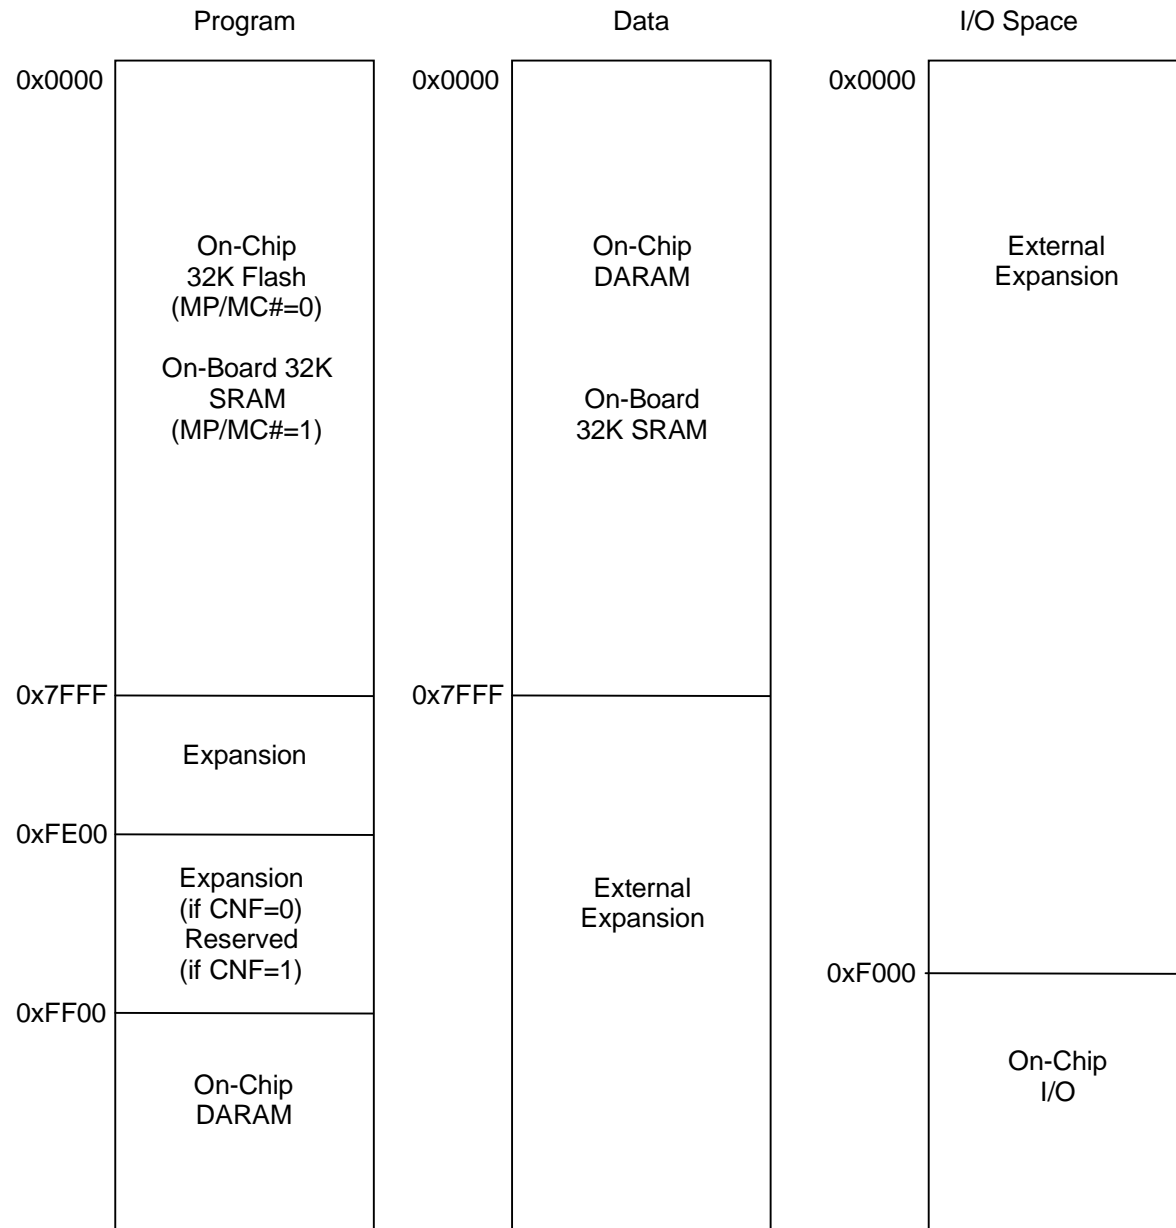 Program
0x0000
On-Chip
32K Flash
(MP/MC#=0)
On-Board 32K
SRAM
(MP/MC#=1)
0x7FFF
Expansion
0xFE00
Expansion
(if CNF=0)
Reserved
(if CNF=1)
0xFF00
On-Chip
DARAM
Data
0x0000
On-Chip
DARAM
On-Board
32K SRAM
0x7FFF
External
Expansion
I/O Space
0x0000
External
Expansion
0xF000
On-Chip
I/O